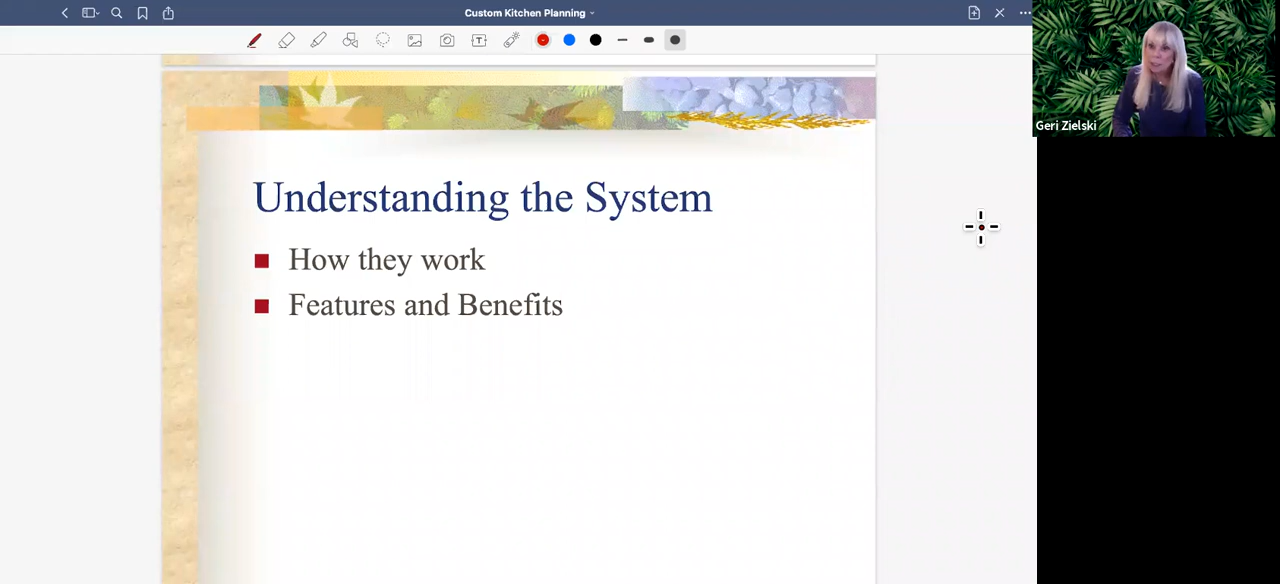 Custom Kitchen Planning
T
Geri Zielski
Understanding the System
How they work
Features and Benefits